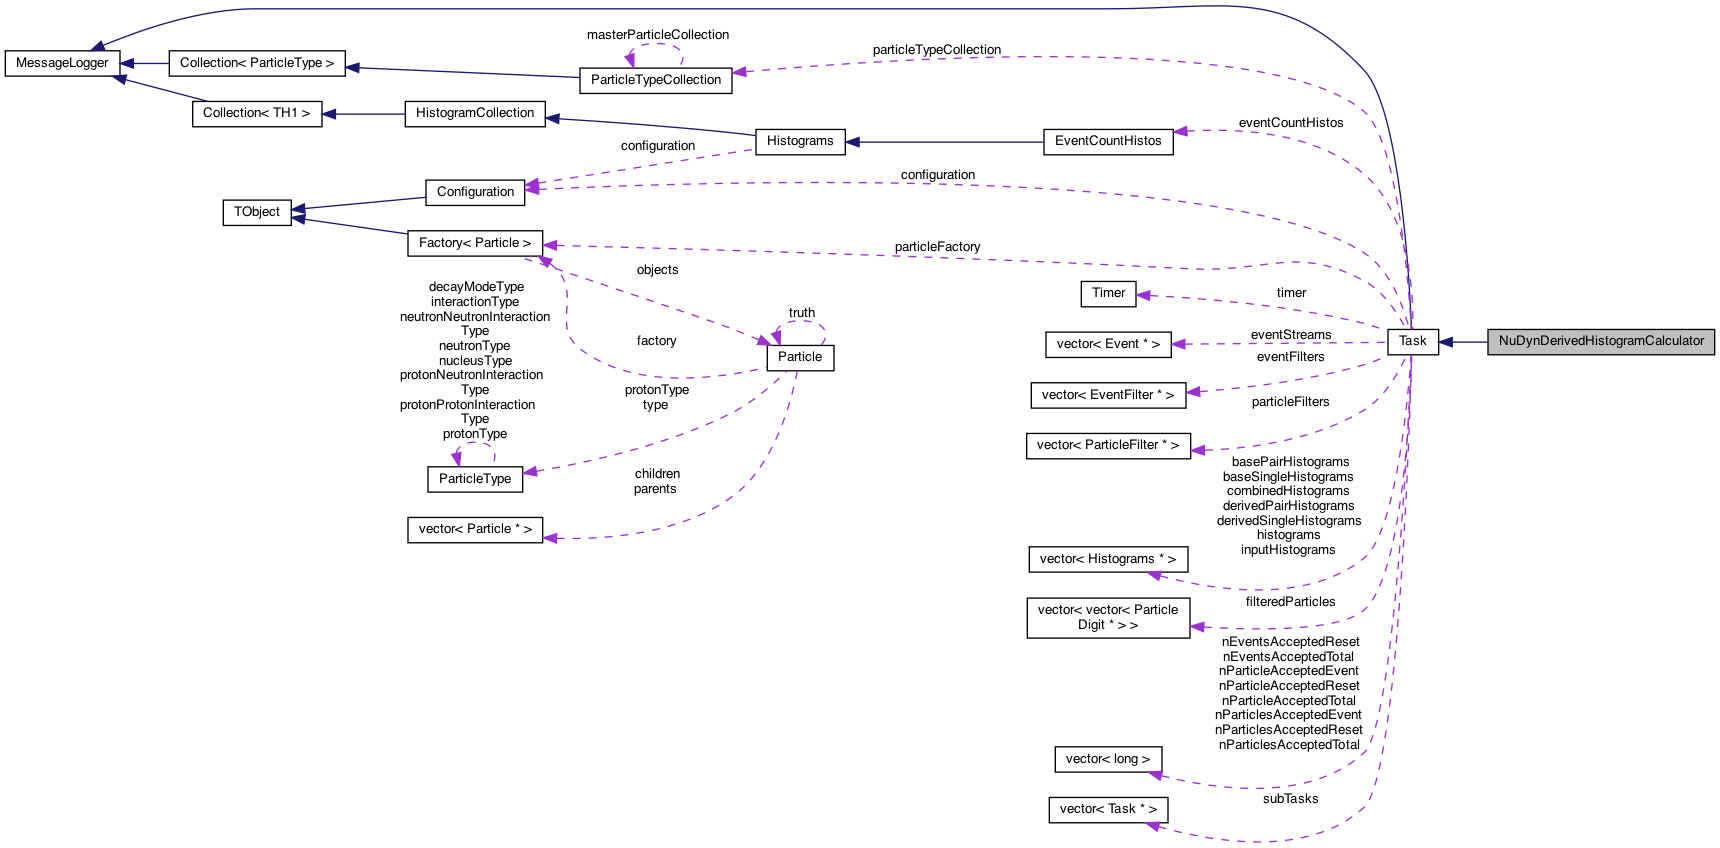 masterParticleCollection
particleTypeCollection
MessageLogger
Collection< ParticleType >
ParticleTypeCollection
Collection< TH1 >
HistogramCollection
eventCountHistos
Histograms
EventCountHistos
configuration
configuration
Configuration
TObject
Factory< Particle >
particleFactory
objects
decayModeType
interactionType
neutronNeutronInteraction
Type
neutronType
nucleusType
protonNeutronInteraction
Type
protonProtonInteraction
Type
protonType
ParticleType
factory
truth
Particle
protonType
type
children
parents
vector< Particle * >
Timer
timer
vector< Event * >
eventStreams
Task
NuDynDerivedHistogramCalculator
eventFilters
vector< EventFilter * >
particleFilters
vector< ParticleFilter * >
basePairHistograms
baseSingleHistograms
combinedHistograms
derivedPairHistograms
derivedSingleHistograms
histograms
inputHistograms
vector< Histograms * >
filteredParticles
vector< vector< Particle
Digit * > >
nEventsAcceptedReset
nEventsAcceptedTotal
nParticleAcceptedEvent
nParticleAcceptedReset
nParticleAcceptedTotal
nParticlesAcceptedEvent
nParticlesAcceptedReset
nParticlesAcceptedTotal
vector< long >
subTasks
vector< Task * >